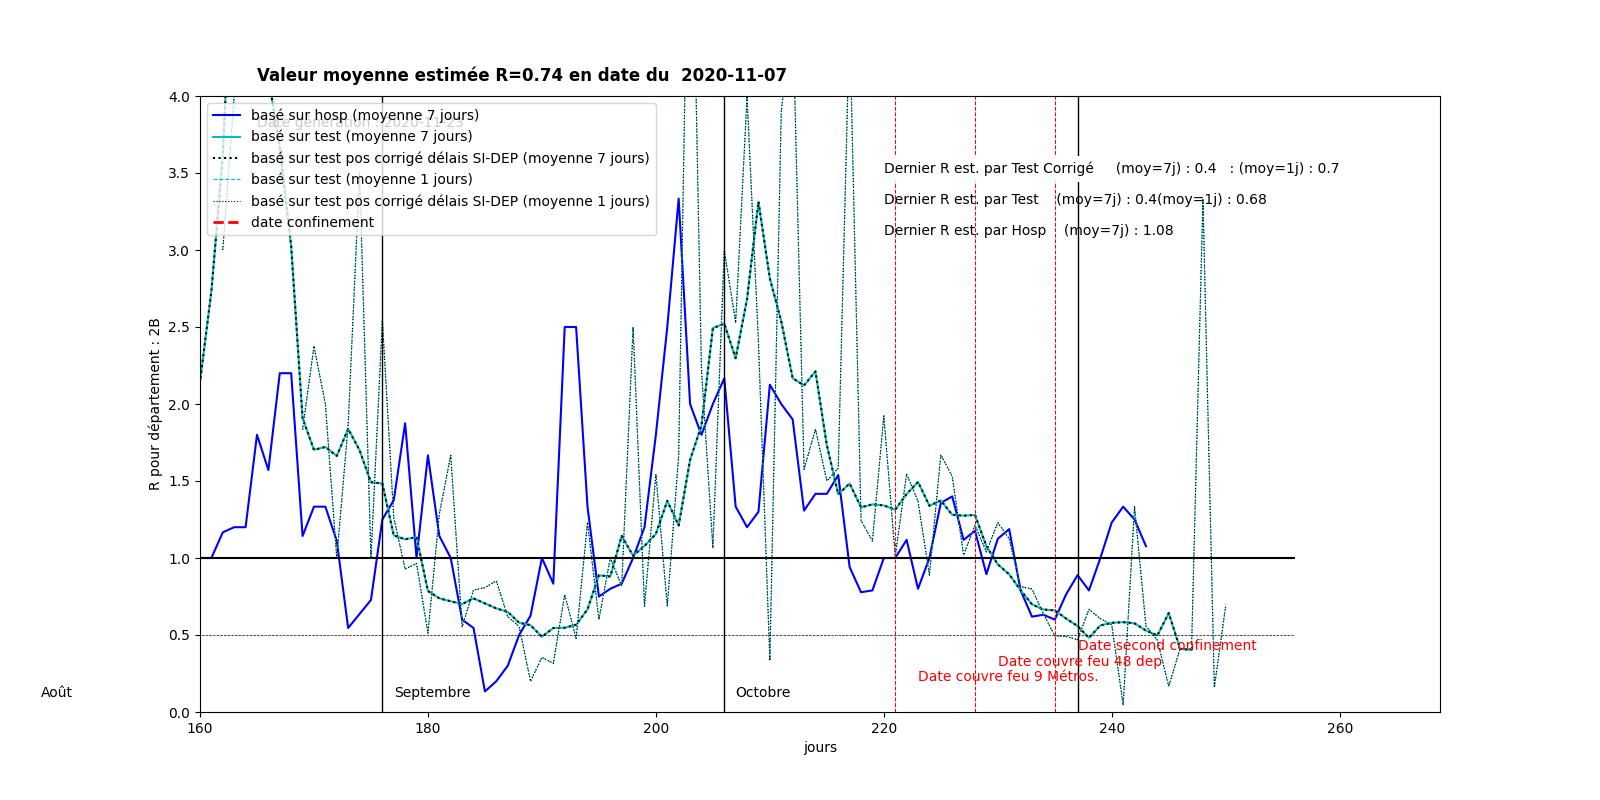 Valeur moyenne estimée R=0.74 en date du  2020-11-07
4.0
3.5
3.0
2.5
2.0
1.5
1.0
0.5
0.0
R pour département : 2B
basé sur hosp (moyenne 7 jours)
Date génération : 2020-11-23
basé sur test (moyenne 7 jours)
basé sur test pos corrigé délais SI-DEP (moyenne 7 jours)
basé sur test (moyenne 1 jours)
basé sur test pos corrigé délais SI-DEP (moyenne 1 jours)
date confinement
Dernier R est. par Test Corrigé (moy=7j) : 0.4 : (moy=1j) : 0.7
Dernier R est. par Test (moy=7j) : 0.4(moy=1j) : 0.68
Dernier R est. par Hosp (moy=7j) : 1.08
Date second confinement
Date couvre feu 48 dep
Date couvre feu 9 Métros.
Août
Septembre
Octobre
160
180
200
220
240
260
jours